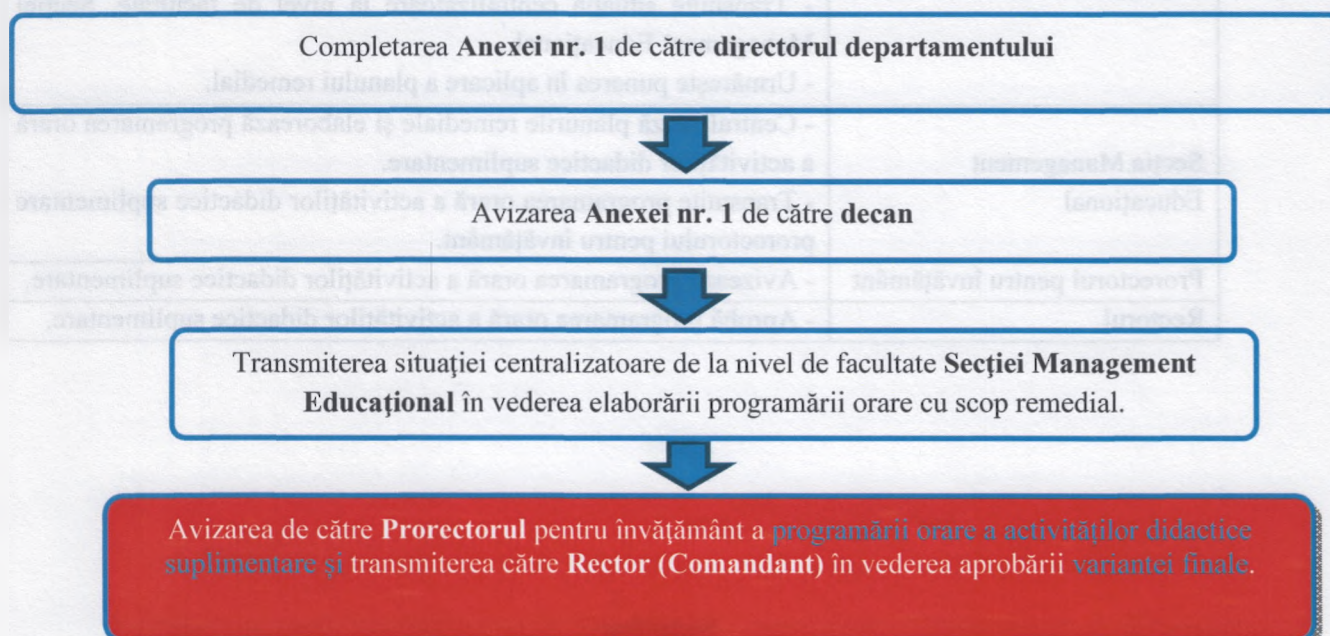 Completarea Anexei nr. 1 de către directorul departamentului
Avizarea Anexei nr. 1 de către decan
Transmiterea situației centralizatoare de la nivel de facultate Secției Management
Educațional în vederea elaborării programării orare cu scop remedial.
Avizarea de către Prorectorul pentru învățământ a programării orare a activităților didactice
suplimentare și transmiterea către Rector (Comandant) în vederea aprobării variantei finale.